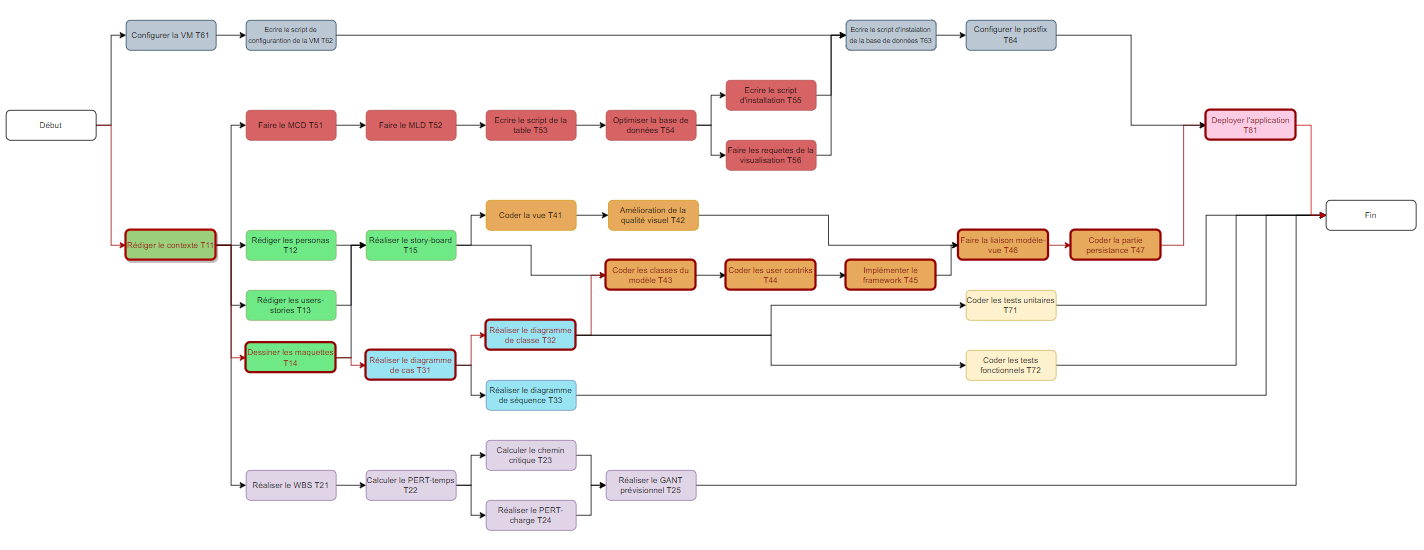 Configurer la VM T61
Ecrire le script de
configurantion de la VM T62
Ecrire le script d'instalation
de la base de données T63
Configurer le postfix
T64
Début
Faire le MCD T51
Faire le MLD T52
Ecrire le script de la
table T53
Optimiser la base de
données T54
Ecrire le script
d'installation T55
Faire les requetes de la
visualisation T56
Deployer l'application
T81
Rédiger le contexte T11
Rédiger les personas
T12
Réaliser le story-board
T15
Coder la vue T41
Amélioration de la
qualité visuel T42
Faire la liaison modèle-
vue T46
Coder la partie
persistance T47
Fin
Coder les classes du
modèle T43
Coder les user contriks
T44
Implémenter le
framework T45
Rédiger les users-
stories T13
Coder les tests unitaires
T71
Dessiner les maquettes
T14
Réaliser le diagramme
de cas T31
Réaliser le diagramme
de classe T32
Coder les tests
fonctionnels T72
Réaliser le diagramme
de séquence T33
Réaliser le WBS T21
Calculer le PERT-temps
T22
Calculer le chemin
critique T23
Réaliser le PERT-
charge T24
Réaliser le GANT
prévisionnel T25